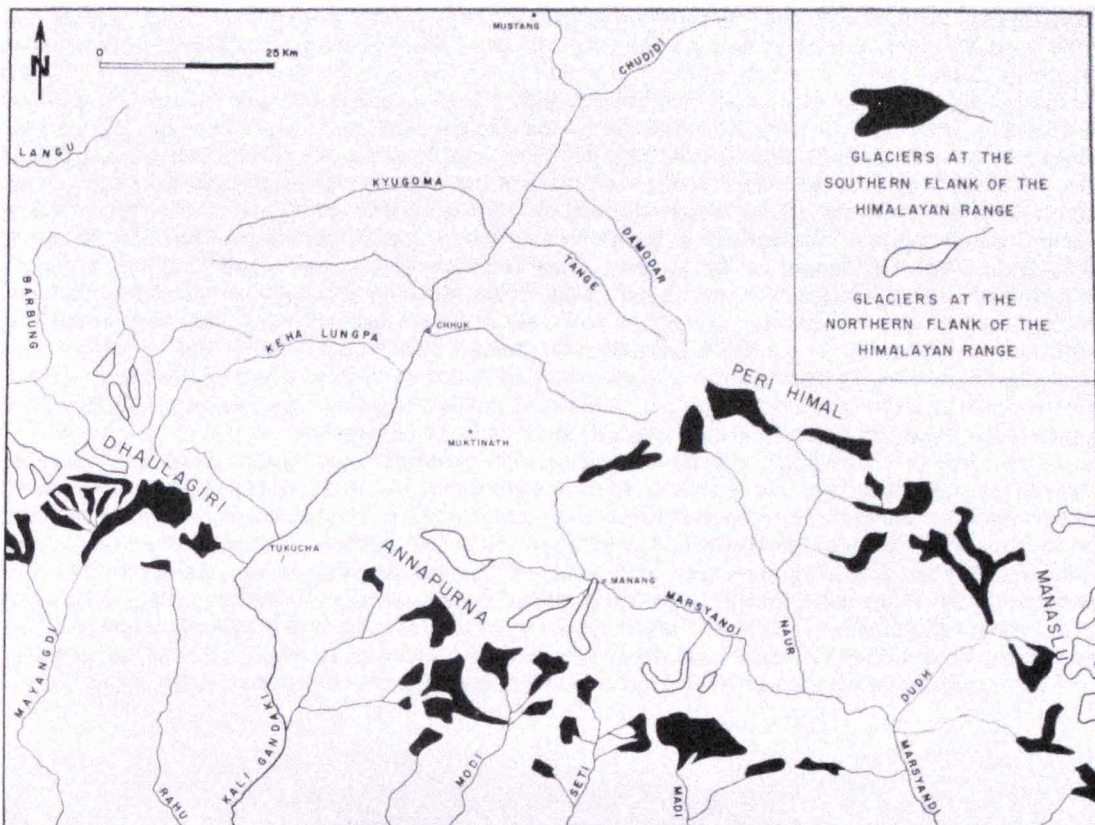 MUSTANG
N
0 25 KM
CHUDIDI
LANGU
KYUGOMA
GLACIERS AT THE
SOUTHERN FLANK OF THE
HIMALAYAN RANGE
GLACIERS AT THE
NORTHERN FLANK OF THE
HIMALAYAN RANGE
DAMODAR
TANGE
BARBUNG
KEHA LUNGPA
CHHUK
PERI HIMAL
MUKTINATH
DHAULAGIRI
TUKUCHA
ANNAPURNA
MANANG
MARSYANDI
NAUR
MANASLU
DUDH
MAYANGDI
KALI GANDAKI
RAHU
MODI
SETI
MADI
MARSYANDI